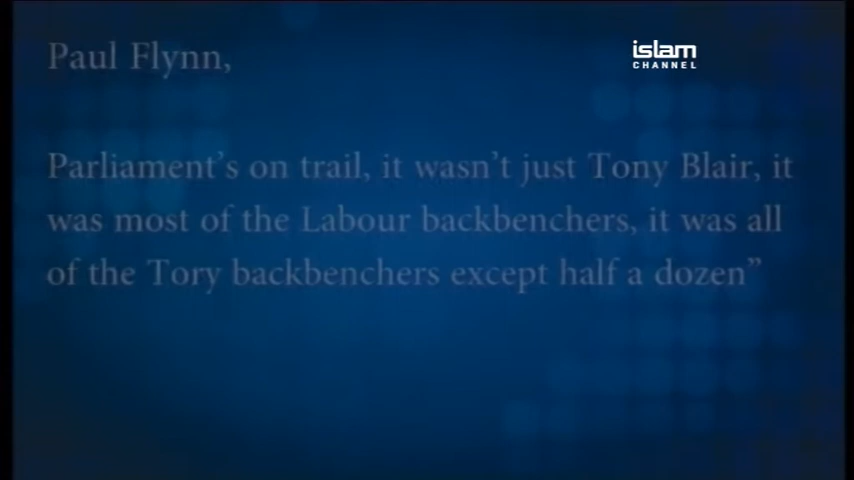 Paul Flynn,
islam
CHANNEL
Parliament's on trail, it wasn't just Tony Blair, it
was most of the Labour backbenchers, it was all
of the Tory backbenchers except half a dozen”